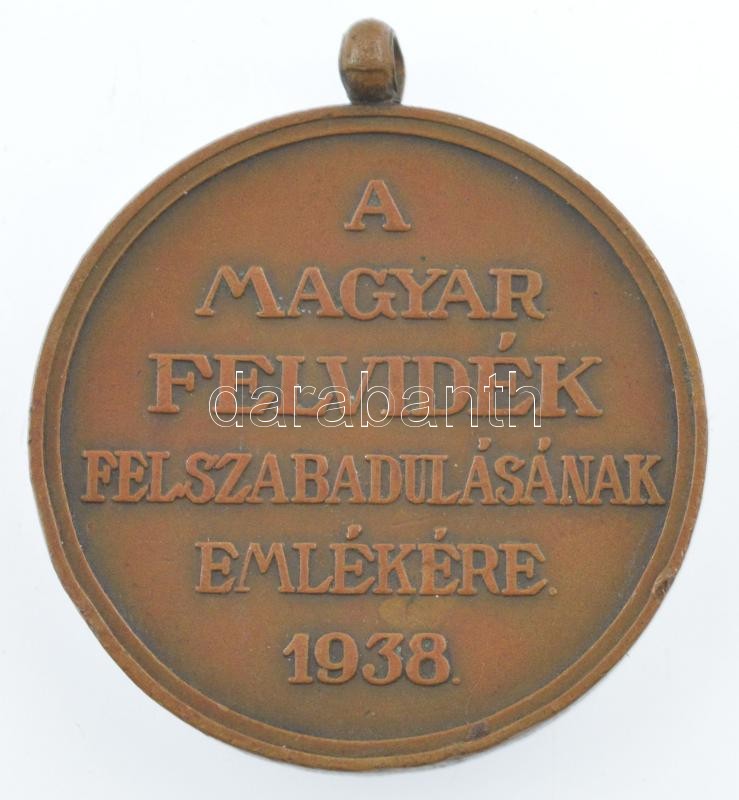 A
MAGYAR
FELVIDÉK
darabanth
FELSZABADULÁSÁNAK
EMLÉKÉRE.
1938.